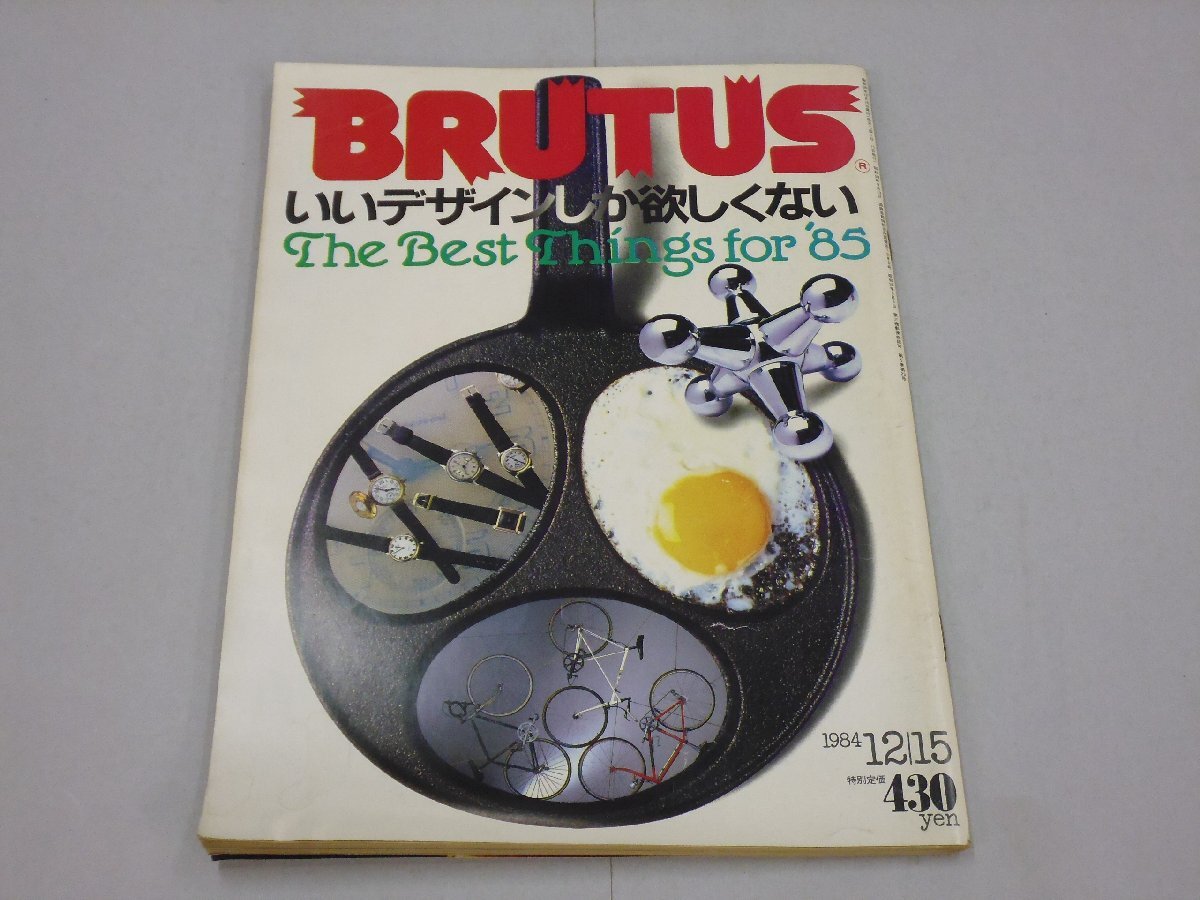 BRUTUS
®
いいデザインしか欲しくない
The Best Things for '85
1984 12/15
特別定価 430
yen